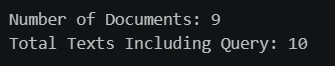 Number of Documents: 9
Total Texts Including Query: 10